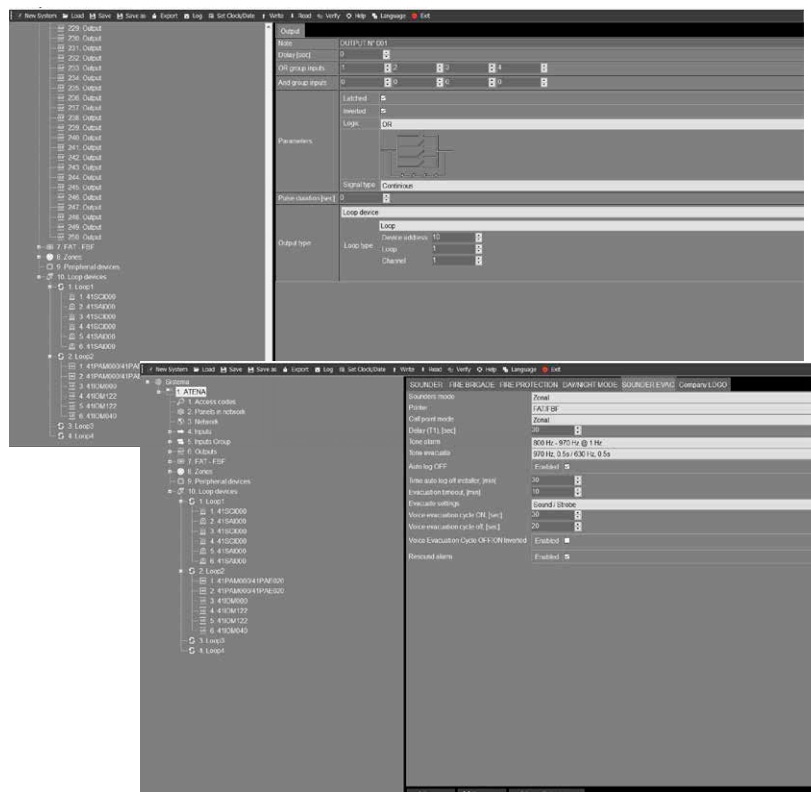 New System Load Save Save as Export Log Set Clock/Date Write Read Verify Help Language Exit
229. Output
230. Output
231. Output
232. Output
233. Output
234. Output
235. Output
236. Output
237. Output
238. Output
239. Output
240. Output
241. Output
242. Output
243. Output
244. Output
245. Output
246. Output
247. Output
248. Output
249. Output
250. Output
7. FAT - FBF
8. Zones
9. Peripheral devices
10. Loop devices
1. Loop1
1. 41SCI000
2. 41SAI000
3. 41SCI000
4. 41SCI000
5. 41SAI000
6. 41SAI000
2. Loop2
1. 41PAM000/41PAE020
2. 41PAM000/41PAE020
3. 41IOM000
4. 41IOM122
5. 41IOM122
6. 41IOM040
3. Loop3
4. Loop4
Output
Note OUTPUT N° 001
Delay [sec] 0
OR group inputs 1 2 3 4
And group inputs 0 0 0 0
Parameters
Latched
Inverted
Logic OR
Signal type Continious
Pulse duration [sec] 0
Output type
Loop device
Loop type
Loop
Device address 10
Loop 1
Channel 1
New System Load Save Save as Export Log Set Clock/Date Write Read Verify Help Language Exit
Sistema
1. ATENA
1. Access codes
2. Panels in network
3. Network
4. Inputs
5. Inputs Group
6. Outputs
7. FAT - FBF
8. Zones
9. Peripheral devices
10. Loop devices
1. Loop1
1. 41SCI000
2. 41SAI000
3. 41SCI000
4. 41SCI000
5. 41SAI000
6. 41SAI000
2. Loop2
1. 41PAM000/41PAE020
2. 41PAM000/41PAE020
3. 41IOM000
4. 41IOM122
5. 41IOM122
6. 41IOM040
3. Loop3
4. Loop4
SOUNDER FIRE BRIGADE FIRE PROTECTION DAY/NIGHT MODE SOUNDER EVAC Company LOGO
Sounders mode Zonal
Printer FAT/FBF
Call point mode Zonal
Delay (T1), [sec] 30
Tone alarm 800 Hz - 970 Hz @ 1 Hz
Tone evacuate 970 Hz, 0.5s / 630 Hz, 0.5s
Auto log OFF Enabled
Time auto log off installer, [min] 30
Evacuation timeout, [min] 10
Evacuate settings Sound / Strobe
Voice evacuation cycle ON, [sec] 30
Voice evacuation cycle off, [sec] 20
Voice Evacuation Cycle OFF/ON Inverted Enabled
Resound alarm Enabled